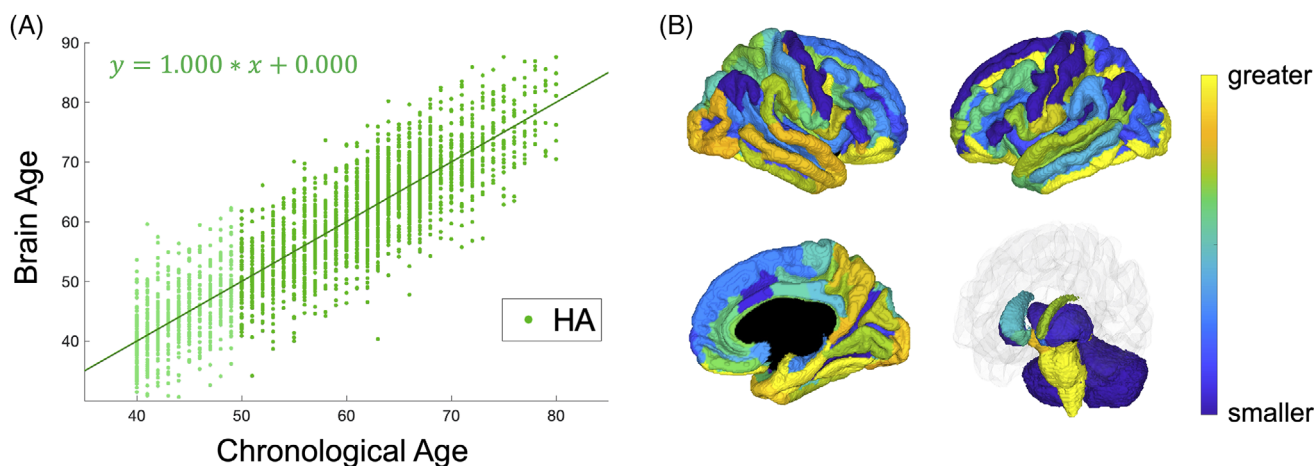 (A)
90
80
70
60
50
40
Brain Age
y = 1.000 * x + 0.000
HA
40
50
60
70
80
Chronological Age
(B)
greater
smaller